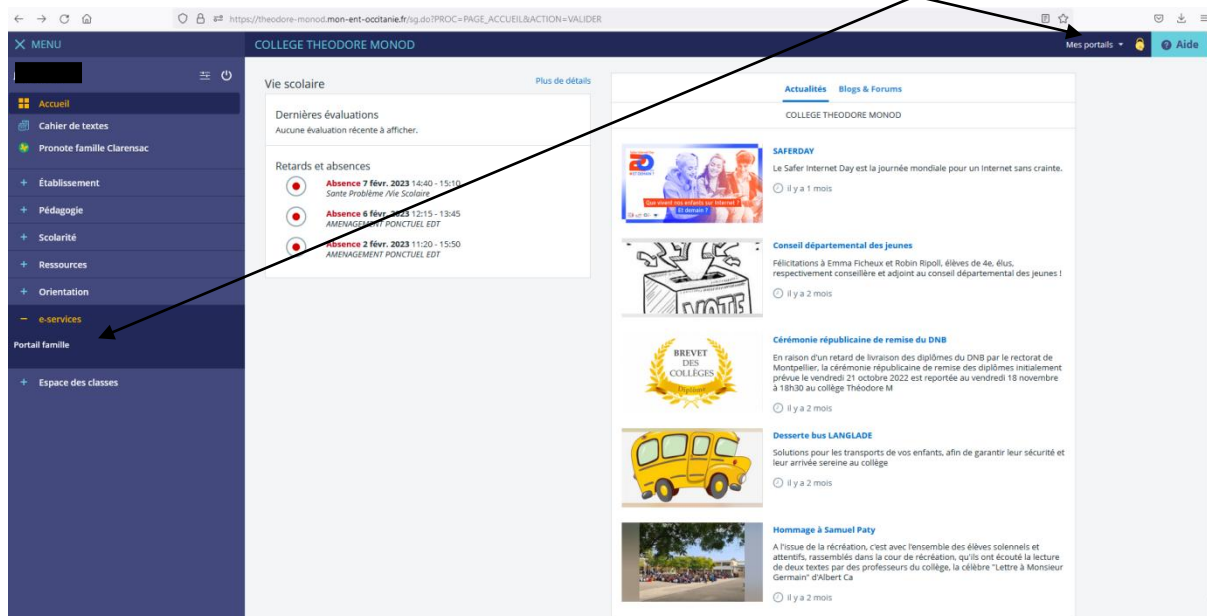 https://theodore-monod.mon-ent-occitanie.fr/sg.do?PROC=PAGE_ACCUEIL&ACTION=VALIDER
MENU
COLLEGE THEODORE MONOD
Mes portails
Aide
Accueil
Cahier de textes
Pronote famille Clarensac
+ Établissement
+ Pédagogie
+ Scolarité
+ Ressources
+ Orientation
− e-services
Portail famille
+ Espace des classes
Vie scolaire
Plus de détails
Dernières évaluations
Aucune évaluation récente à afficher.
Retards et absences
Absence 7 févr. 2023 14:40 - 15:10
Sante Problème /Vie Scolaire
Absence 6 févr. 2023 12:15 - 13:45
AMENAGEMENT PONCTUEL EDT
Absence 2 févr. 2023 11:20 - 15:50
AMENAGEMENT PONCTUEL EDT
Actualités Blogs & Forums
COLLEGE THEODORE MONOD
SAFERDAY
Le Safer Internet Day est la journée mondiale pour un Internet sans crainte.
il y a 1 mois
Que vivent nos enfants sur Internet ?
Et demain ?
Conseil départemental des jeunes
Félicitations à Emma Ficheux et Robin Ripoll, élèves de 4e, élus,
respectivement conseillère et adjoint au conseil départemental des jeunes !
il y a 2 mois
VOTE
Cérémonie républicaine de remise du DNB
En raison d'un retard de livraison des diplômes du DNB par le rectorat de
Montpellier, la cérémonie républicaine de remise des diplômes initialement
prévue le vendredi 21 octobre 2022 est reportée au vendredi 18 novembre
à 18h30 au collège Théodore M
il y a 2 mois
BREVET
DES
COLLÈGES
Diplôme
Desserte bus LANGLADE
Solutions pour les transports de vos enfants, afin de garantir leur sécurité et
leur arrivée sereine au collège
il y a 2 mois
Hommage à Samuel Paty
A l'issue de la récréation, c'est avec l'ensemble des élèves solennels et
attentifs, rassemblés dans la cour de récréation, qu'ils ont écouté la lecture
de deux textes par des professeurs du collège, la célèbre "Lettre à Monsieur
Germain" d'Albert Ca
il y a 2 mois